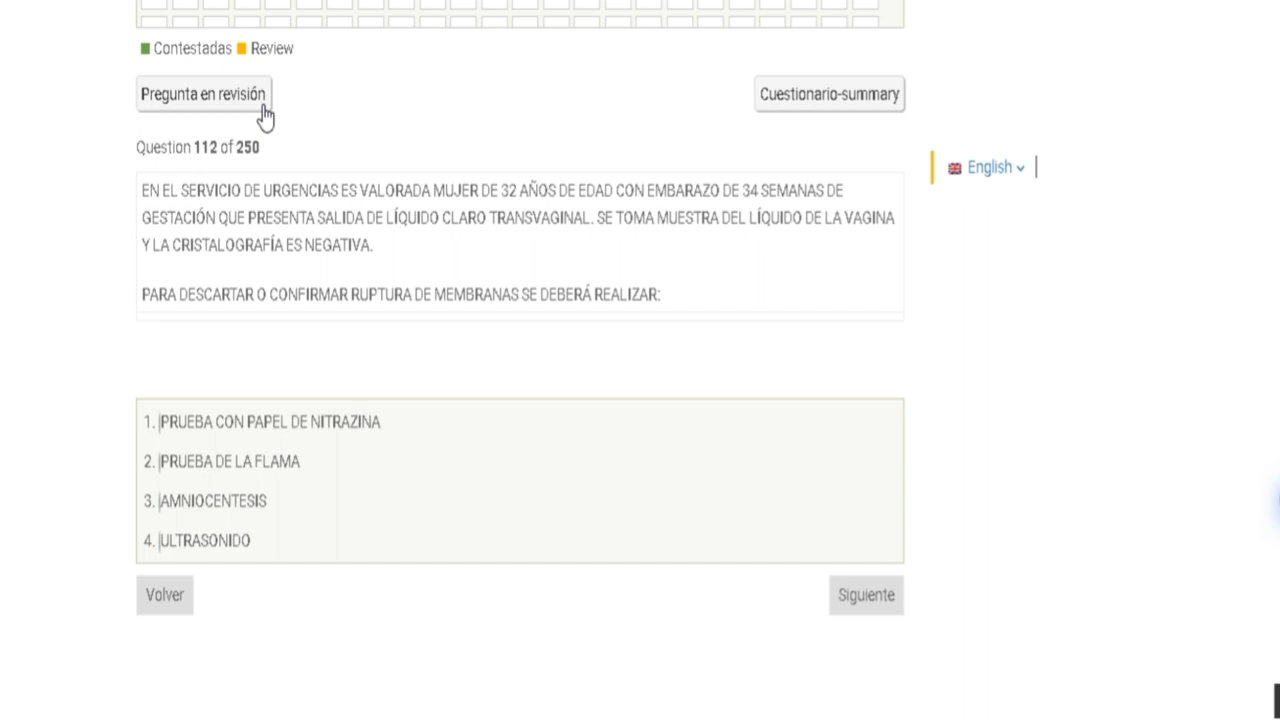 Contestadas Review
Pregunta en revisión
Cuestionario-summary
Question 112 of 250
English
EN EL SERVICIO DE URGENCIAS ES VALORADA MUJER DE 32 AÑOS DE EDAD CON EMBARAZO DE 34 SEMANAS DE
GESTACIÓN QUE PRESENTA SALIDA DE LÍQUIDO CLARO TRANSVAGINAL. SE TOMA MUESTRA DEL LÍQUIDO DE LA VAGINA
Y LA CRISTALOGRAFÍA ES NEGATIVA.
PARA DESCARTAR O CONFIRMAR RUPTURA DE MEMBRANAS SE DEBERÁ REALIZAR:
1. PRUEBA CON PAPEL DE NITRAZINA
2. PRUEBA DE LA FLAMA
3. AMNIOCENTESIS
4. ULTRASONIDO
Volver
Siguiente